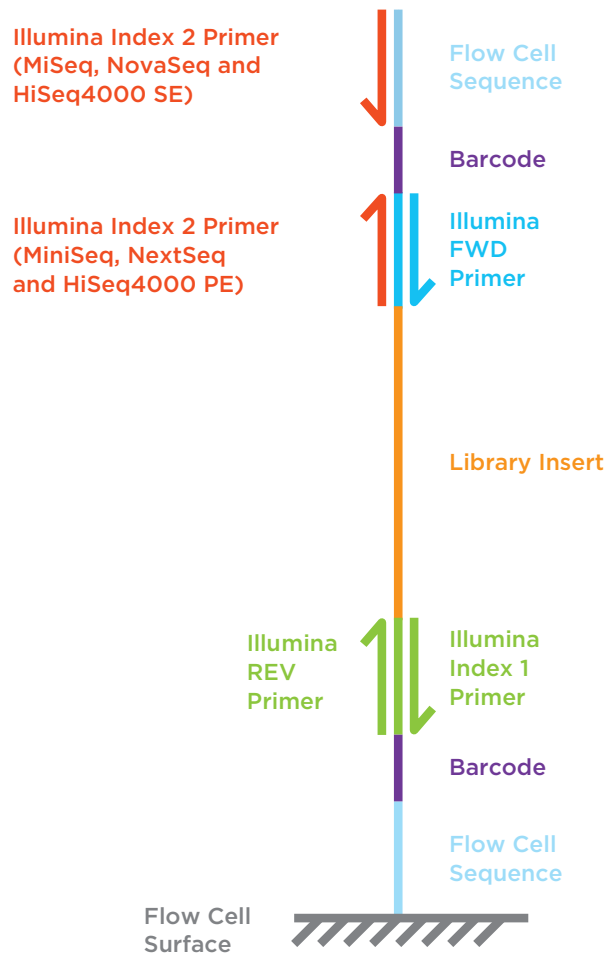 Illumina Index 2 Primer
(MiSeq, NovaSeq and
HiSeq4000 SE)
Flow Cell
Sequence
Barcode
Illumina Index 2 Primer
(MiniSeq, NextSeq
and HiSeq4000 PE)
Illumina
FWD
Primer
Library Insert
Illumina
REV
Primer
Illumina
Index 1
Primer
Barcode
Flow Cell
Sequence
Flow Cell
Surface